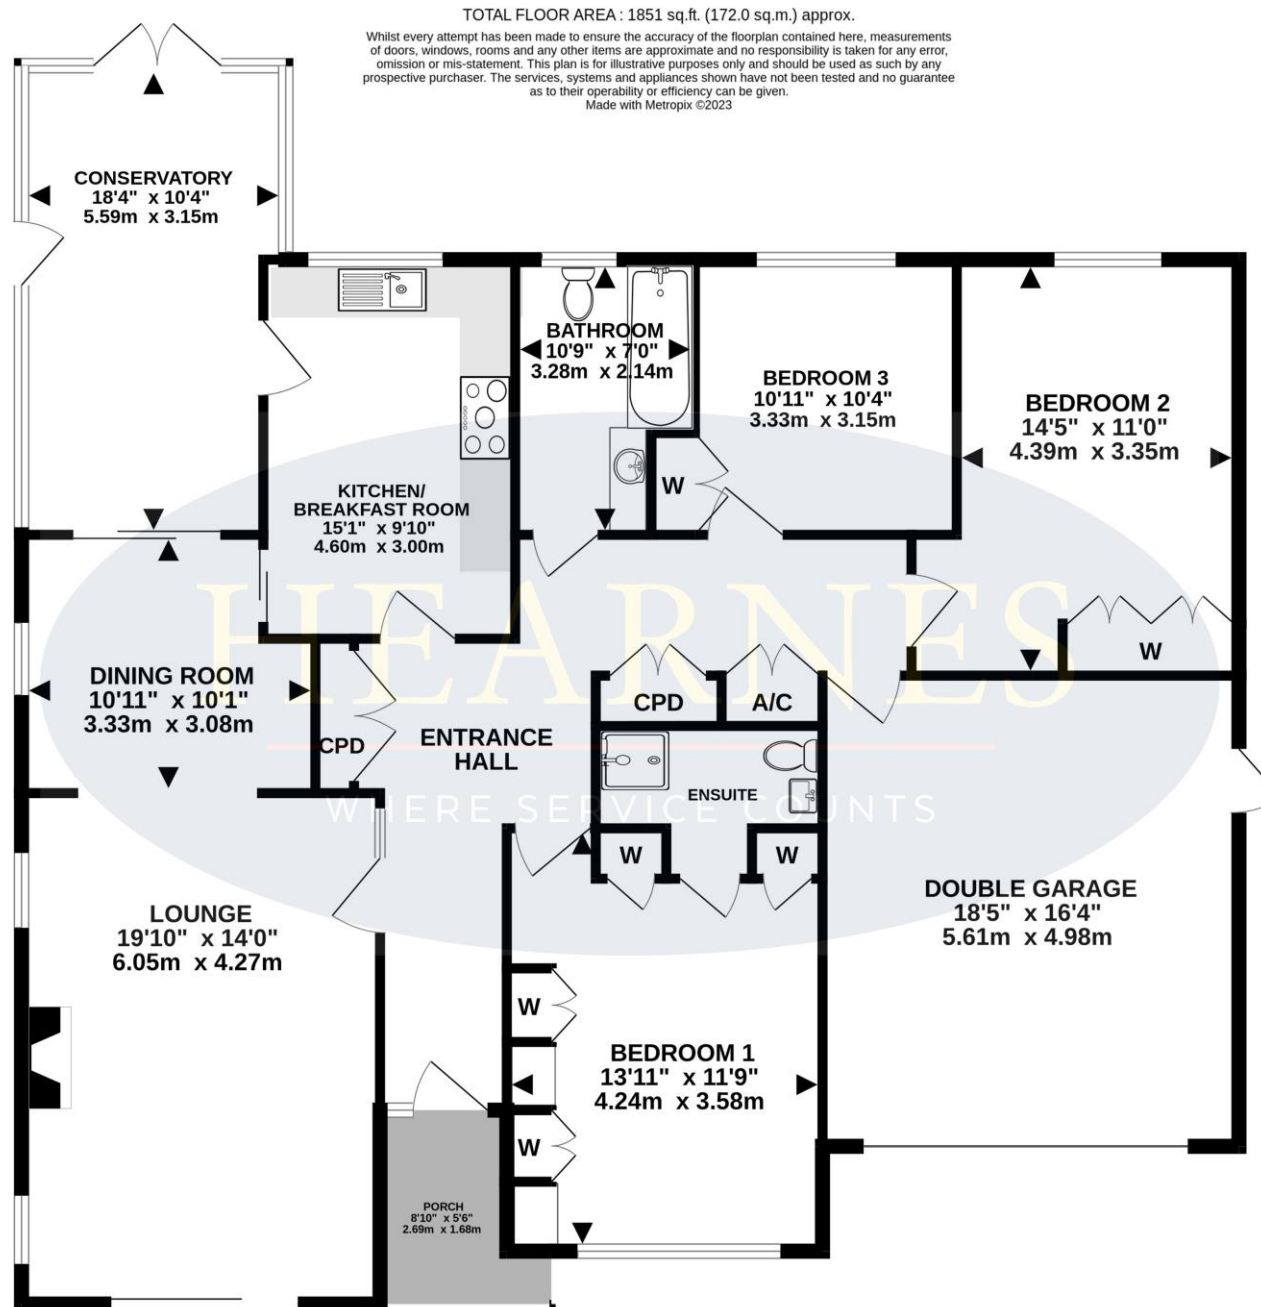 TOTAL FLOOR AREA : 1851 sq.ft. (172.0 sq.m.) approx.
Whilst every attempt has been made to ensure the accuracy of the floorplan contained here, measurements
of doors, windows, rooms and any other items are approximate and no responsibility is taken for any error,
omission or mis-statement. This plan is for illustrative purposes only and should be used as such by any
prospective purchaser. The services, systems and appliances shown have not been tested and no guarantee
as to their operability or efficiency can be given.
Made with Metropix ©2023
CONSERVATORY
18'4" x 10'4"
5.59m x 3.15m
BATHROOM
10'9" x 7'0"
3.28m x 2.14m
BEDROOM 3
10'11" x 10'4"
3.33m x 3.15m
BEDROOM 2
14'5" x 11'0"
4.39m x 3.35m
W
KITCHEN/
BREAKFAST ROOM
15'1" x 9'10"
4.60m x 3.00m
HEARNES
W
DINING ROOM
10'11" x 10'1"
3.33m x 3.08m
CPD
A/C
CPD
ENTRANCE
HALL
ENSUITE
WHERE SERVICE COUNTS
W
W
DOUBLE GARAGE
18'5" x 16'4"
5.61m x 4.98m
LOUNGE
19'10" x 14'0"
6.05m x 4.27m
W
BEDROOM 1
13'11" x 11'9"
4.24m x 3.58m
W
PORCH
8'10" x 5'6"
2.69m x 1.68m